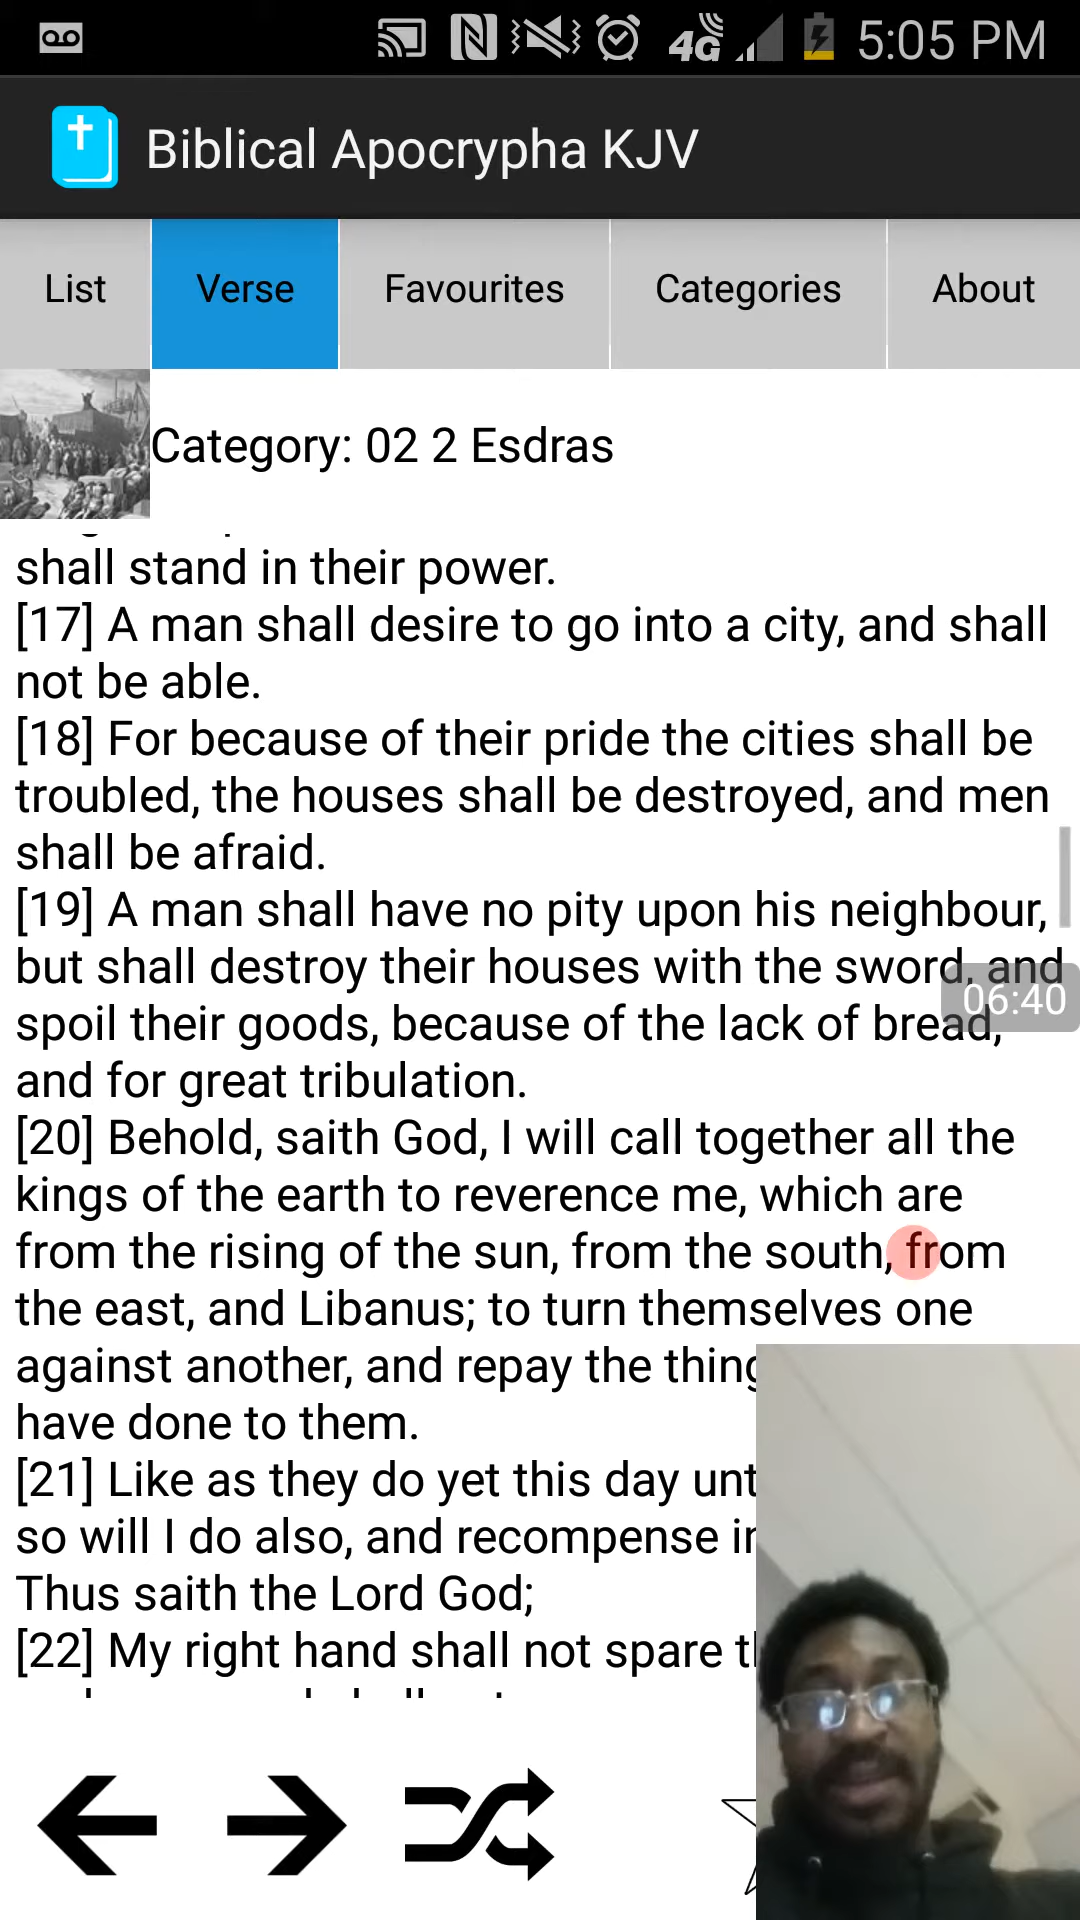 5:05 PM
4G
Biblical Apocrypha KJV
List Verse Favourites Categories About
Category: 02 2 Esdras
shall stand in their power.
[17] A man shall desire to go into a city, and shall
not be able.
[18] For because of their pride the cities shall be
troubled, the houses shall be destroyed, and men
shall be afraid.
[19] A man shall have no pity upon his neighbour,
but shall destroy their houses with the sword, and
06:40
spoil their goods, because of the lack of bread,
and for great tribulation.
[20] Behold, saith God, I will call together all the
kings of the earth to reverence me, which are
from the rising of the sun, from the south, from
the east, and Libanus; to turn themselves one
against another, and repay the
have done to them.
[21] Like as they do yet this day
so will I do also, and recompense
Thus saith the Lord God;
[22] My right hand shall not spare